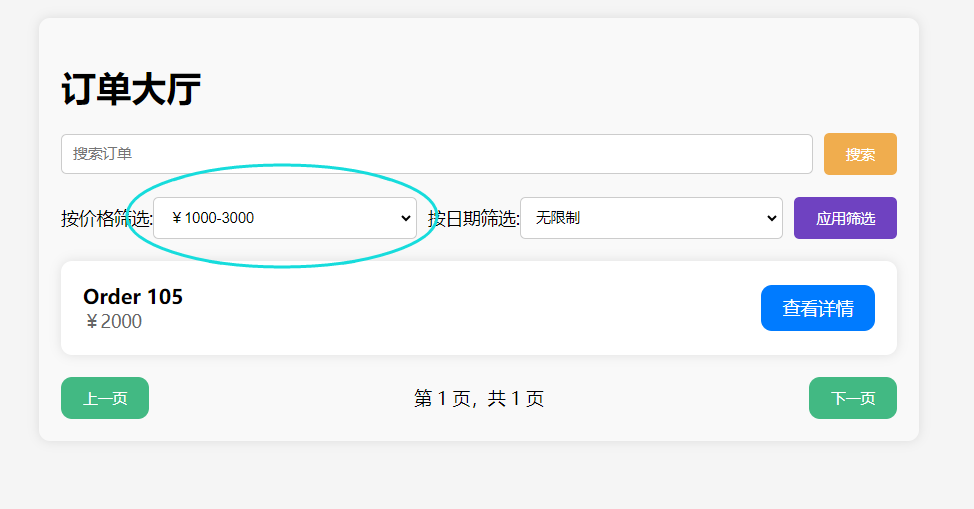 订单大厅
搜索订单 搜索
按价格筛选: ￥1000-3000 按日期筛选: 无限制 应用筛选
Order 105
￥2000
查看详情
上一页 第 1 页，共 1 页 下一页